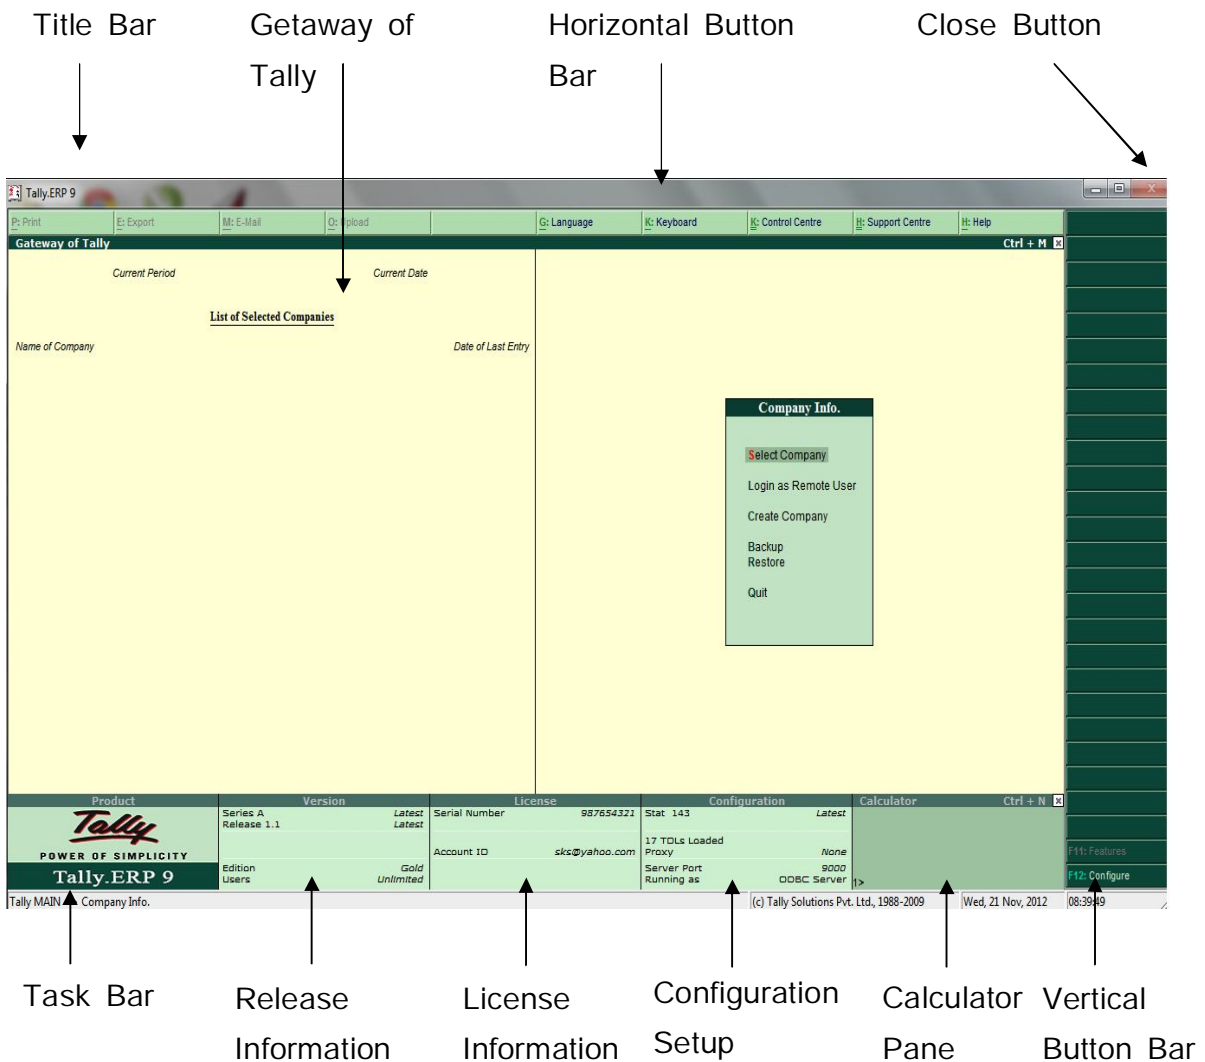 Title Bar
Getaway of
Tally
Horizontal Button
Bar
Close Button
Tally.ERP 9
P: Print E: Export M: E-Mail O: Upload G: Language K: Keyboard K: Control Centre H: Support Centre H: Help
Gateway of Tally Ctrl + M x
Current Period Current Date
List of Selected Companies
Name of Company Date of Last Entry
Company Info.
Select Company
Login as Remote User
Create Company
Backup
Restore
Quit
Product Version License Configuration Calculator Ctrl + N x
Tally
POWER OF SIMPLICITY
Tally.ERP 9
Series A Latest
Release 1.1 Latest
Edition Gold
Users Unlimited
Serial Number 987654321
Account ID sks@yahoo.com
Stat 143 Latest
17 TDLs Loaded
Proxy None
Server Port 9000
Running as ODBC Server
1>
F11: Features
F12: Configure
Tally MAIN Company Info. (c) Tally Solutions Pvt. Ltd., 1988-2009 Wed, 21 Nov, 2012 08:39:49
Task Bar
Release
Information
License
Information
Configuration
Setup
Calculator
Pane
Vertical
Button Bar